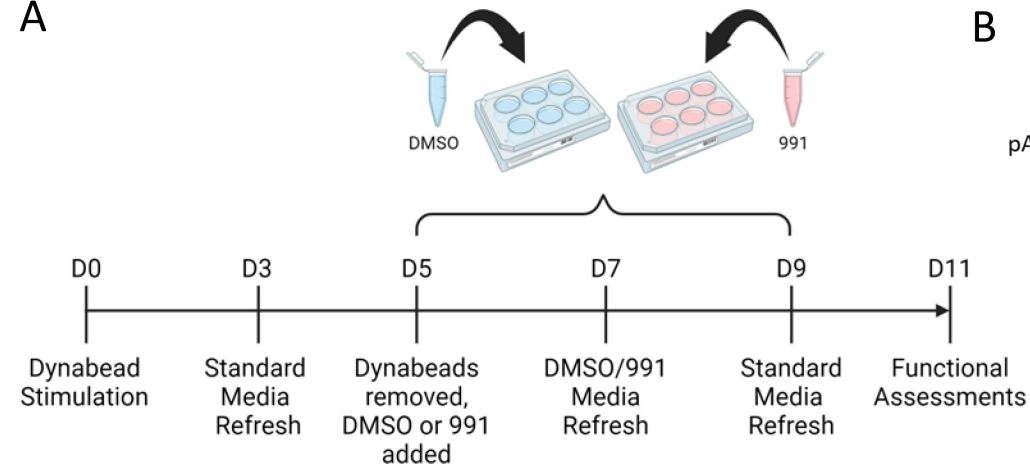 A
B
DMSO
991
pA
D0
D3
D5
D7
D9
D11
Dynabead
Stimulation
Standard
Media
Refresh
Dynabeads
removed,
DMSO or 991
added
DMSO/991
Media
Refresh
Standard
Media
Refresh
Functional
Assessments